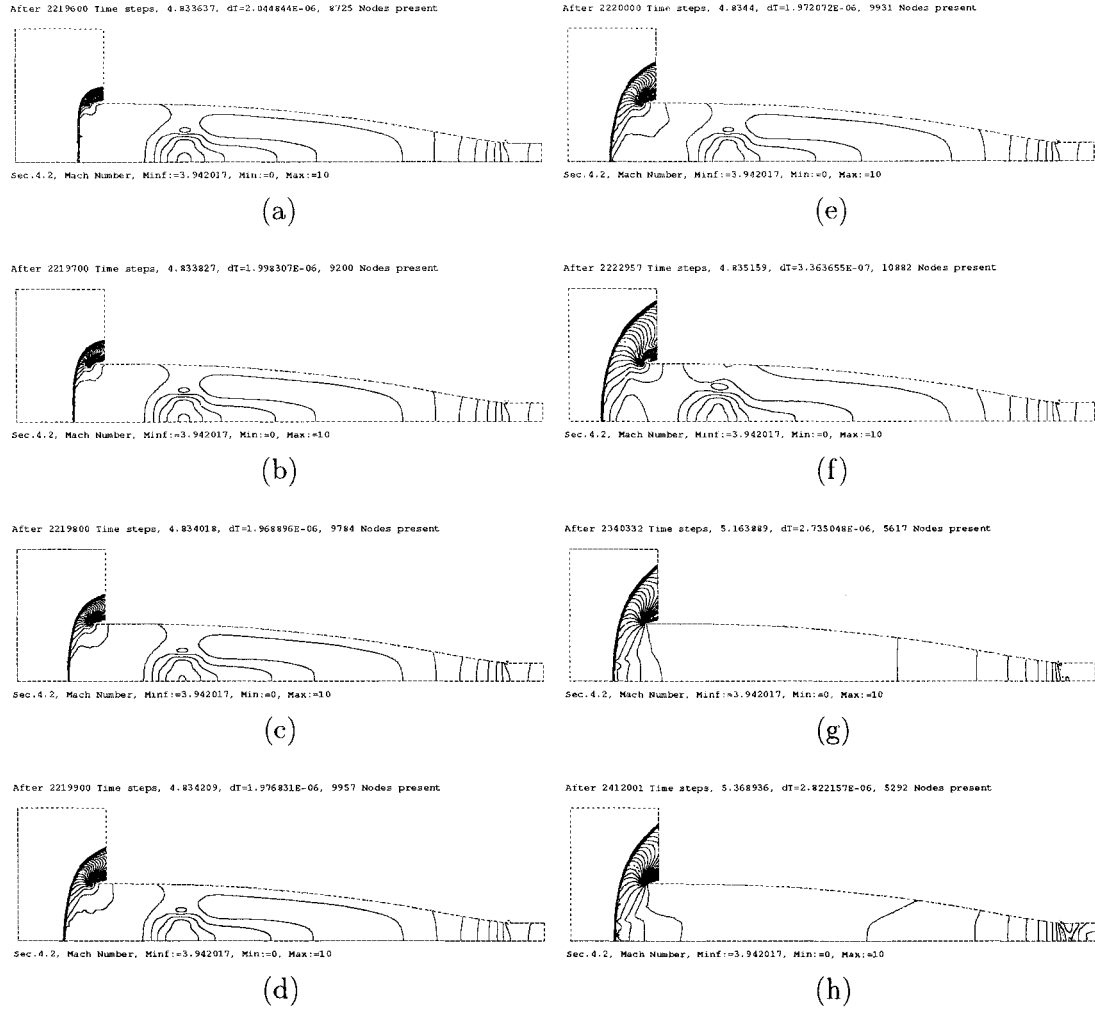 After 2219600 Time steps, 4.833637, dT=2.044844E-06, 8725 Nodes present
Sec.4.2, Mach Number, Minf:=3.942017, Min:=0, Max:=10
(a)
After 2219700 Time steps, 4.833827, dT=1.998307E-06, 9200 Nodes present
Sec.4.2, Mach Number, Minf:=3.942017, Min:=0, Max:=10
(b)
After 2219800 Time steps, 4.834018, dT=1.968896E-06, 9784 Nodes present
Sec.4.2, Mach Number, Minf:=3.942017, Min:=0, Max:=10
(c)
After 2219900 Time steps, 4.834209, dT=1.976831E-06, 9957 Nodes present
Sec.4.2, Mach Number, Minf:=3.942017, Min:=0, Max:=10
(d)
After 2220000 Time steps, 4.8344, dT=1.972072E-06, 9931 Nodes present
Sec.4.2, Mach Number, Minf:=3.942017, Min:=0, Max:=10
(e)
After 2222957 Time steps, 4.835159, dT=3.363655E-07, 10882 Nodes present
Sec.4.2, Mach Number, Minf:=3.942017, Min:=0, Max:=10
(f)
After 2340332 Time steps, 5.163889, dT=2.735048E-06, 5617 Nodes present
Sec.4.2, Mach Number, Minf:=3.942017, Min:=0, Max:=10
(g)
After 2412001 Time steps, 5.368936, dT=2.822157E-06, 5292 Nodes present
Sec.4.2, Mach Number, Minf:=3.942017, Min:=0, Max:=10
(h)